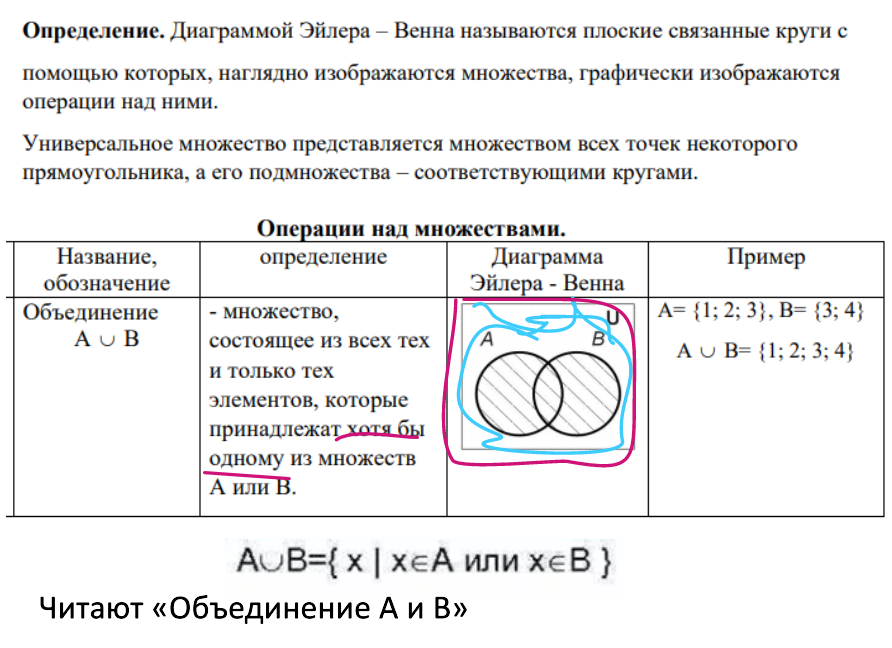 Определение. Диаграммой Эйлера – Венна называются плоские связанные круги с
помощью которых, наглядно изображаются множества, графически изображаются
операции над ними.
Универсальное множество представляется множеством всех точек некоторого
прямоугольника, а его подмножества – соответствующими кругами.
Операции над множествами.
Название,
обозначение
определение
Диаграмма
Эйлера - Венна
Пример
Объединение
A ∪ B
- множество,
состоящее из всех тех
и только тех
элементов, которые
принадлежат хотя бы
одному из множеств
А или В.
U
A
B
A= {1; 2; 3}, B= {3; 4}
A ∪ B= {1; 2; 3; 4}
A∪B={ x | x∈A или x∈B }
Читают «Объединение А и В»